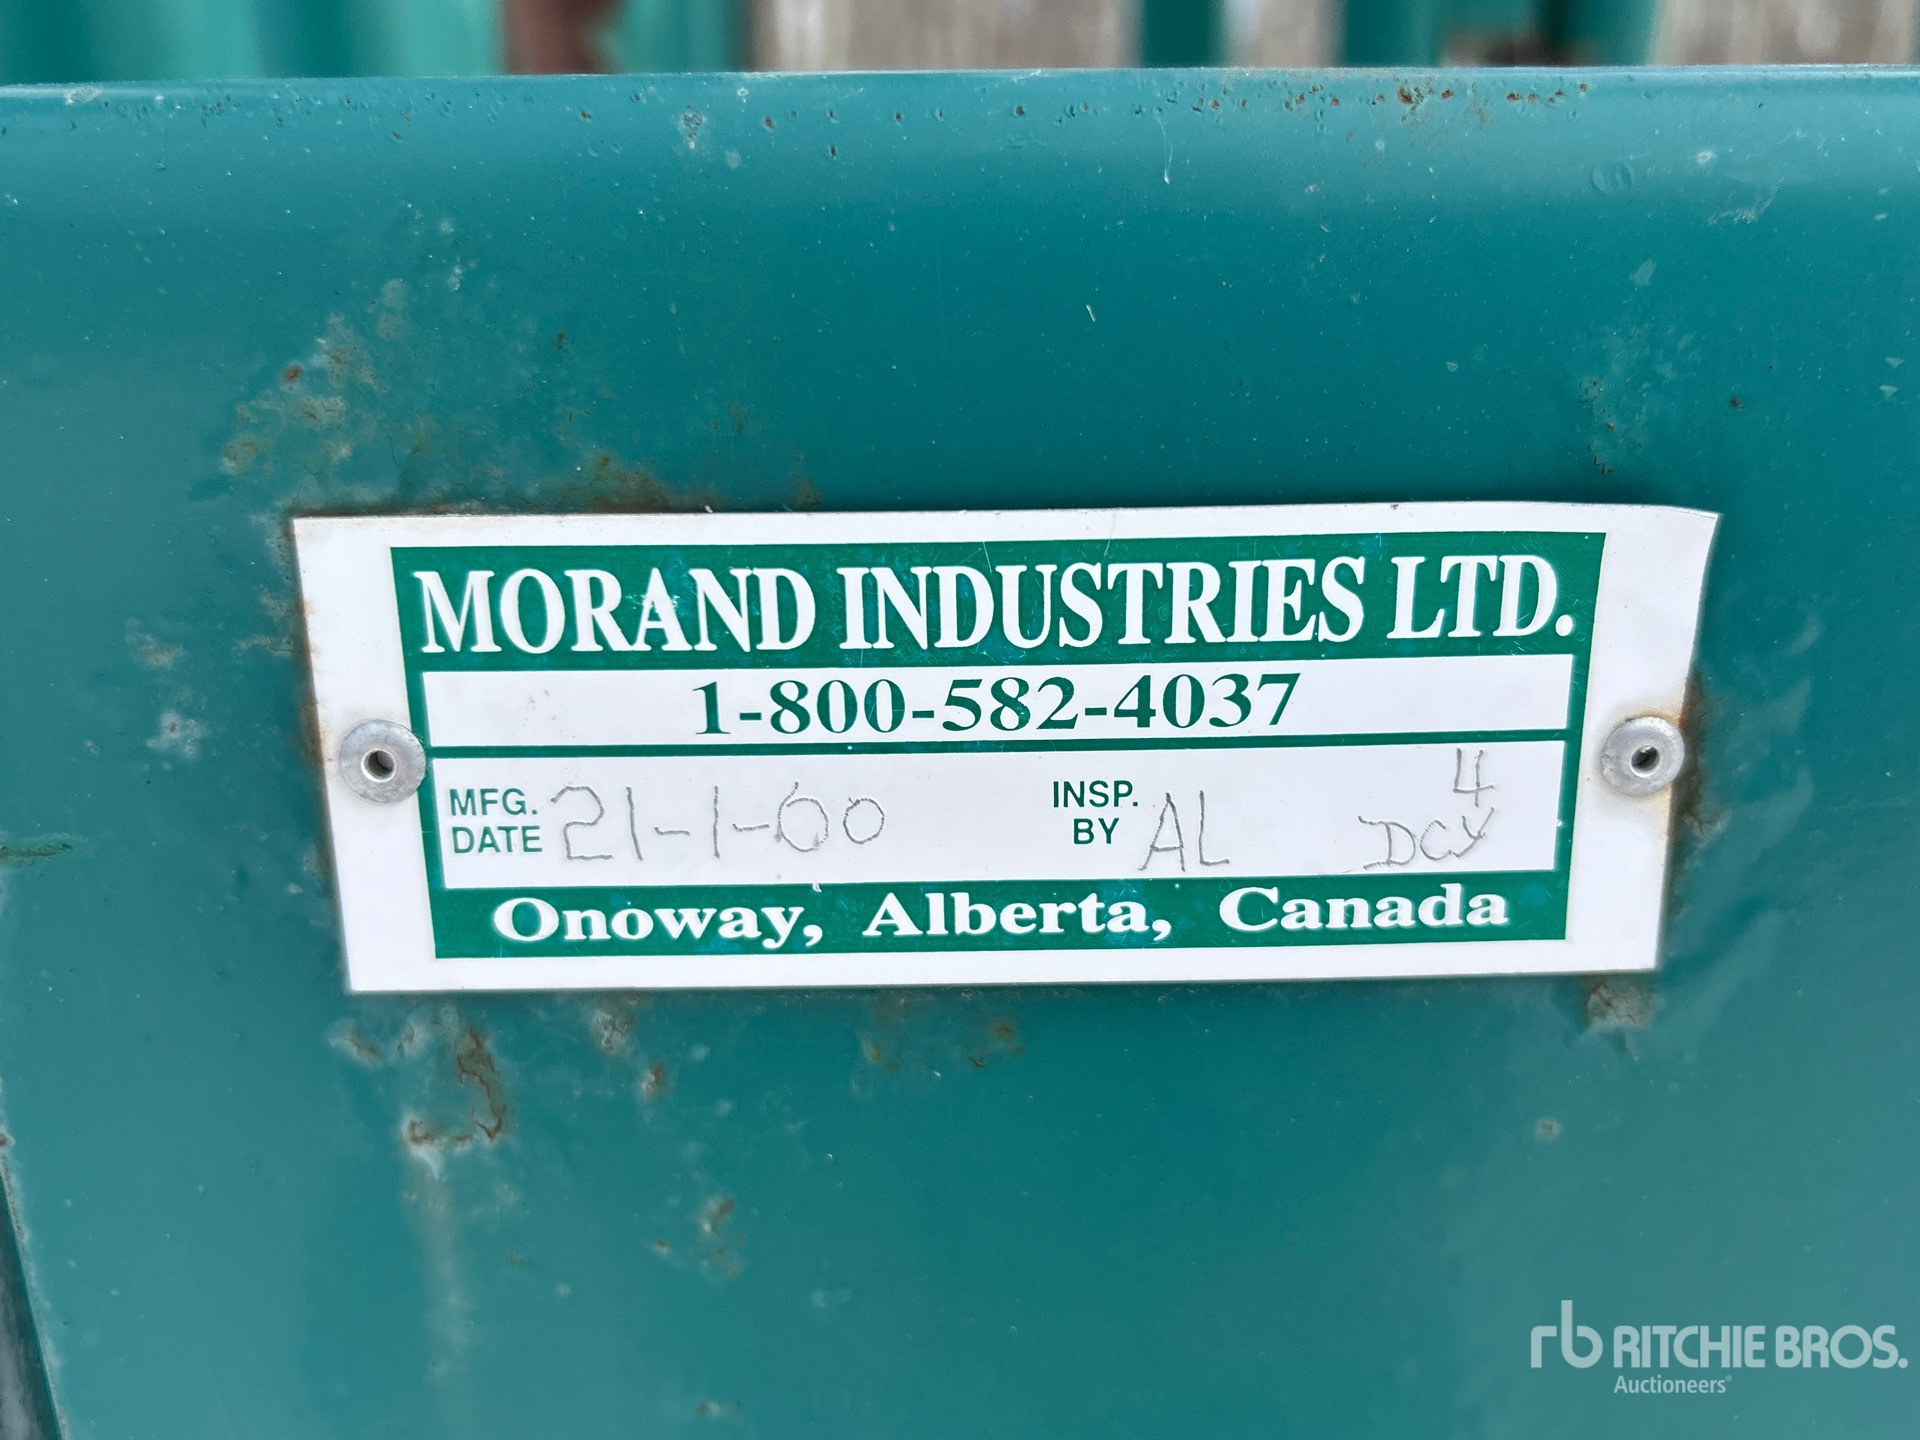 MORAND INDUSTRIES LTD.
1-800-582-4037
MFG. DATE 21-1-00
INSP. BY AL
4
Onoway, Alberta, Canada
rb RITCHIE BROS.
Auctioneers